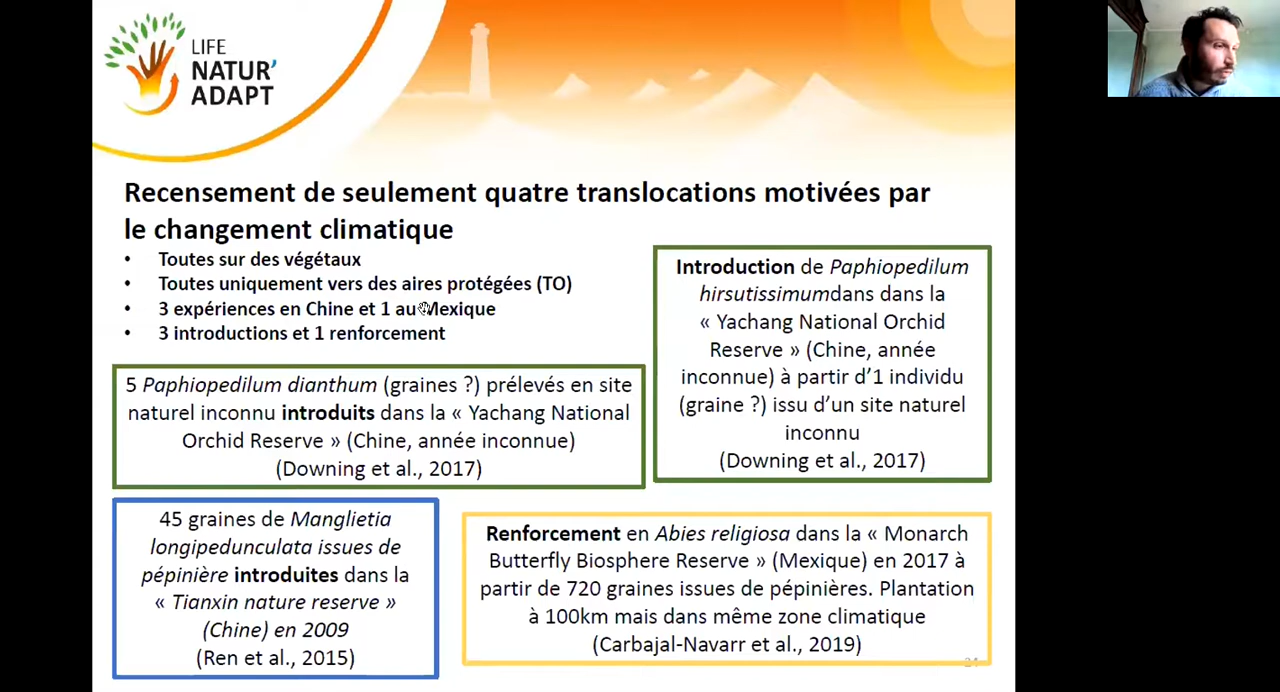 LIFE
NATUR'
ADAPT
Recensement de seulement quatre translocations motivées par
le changement climatique
• Toutes sur des végétaux
• Toutes uniquement vers des aires protégées (TO)
• 3 expériences en Chine et 1 au Mexique
• 3 introductions et 1 renforcement
Introduction de Paphiopedilum
hirsutissimumdans dans la
« Yachang National Orchid
Reserve » (Chine, année
inconnue) à partir d'1 individu
(graine ?) issu d'un site naturel
inconnu
(Downing et al., 2017)
5 Paphiopedilum dianthum (graines ?) prélevés en site
naturel inconnu introduits dans la « Yachang National
Orchid Reserve » (Chine, année inconnue)
(Downing et al., 2017)
45 graines de Manglietia
longipedunculata issues de
pépinière introduites dans la
« Tianxin nature reserve »
(Chine) en 2009
(Ren et al., 2015)
Renforcement en Abies religiosa dans la « Monarch
Butterfly Biosphere Reserve » (Mexique) en 2017 à
partir de 720 graines issues de pépinières. Plantation
à 100km mais dans même zone climatique
(Carbajal-Navarr et al., 2019)
24